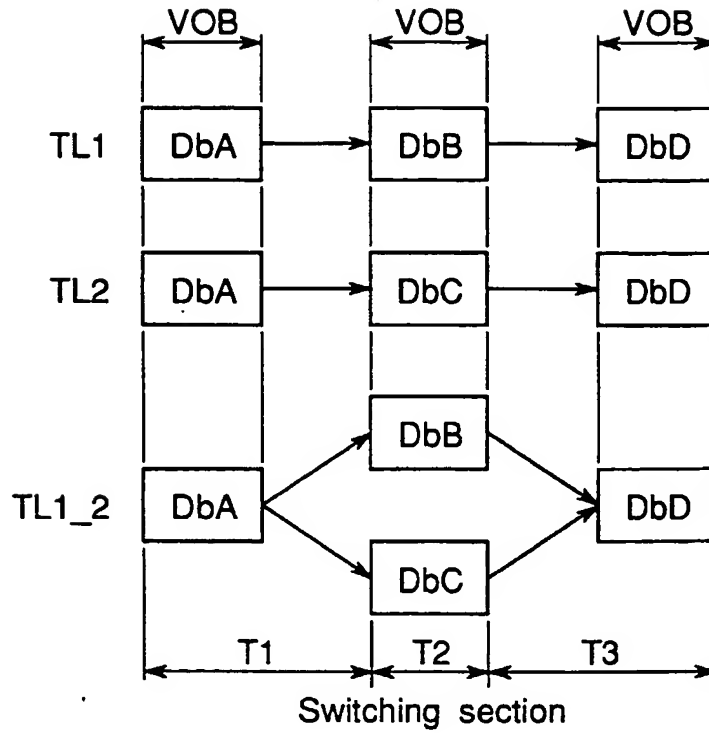 VOB VOB VOB
TL1 DbA DbB DbD
TL2 DbA DbC DbD
DbB
TL1_2 DbA DbD
DbC
T1 T2 T3
Switching section